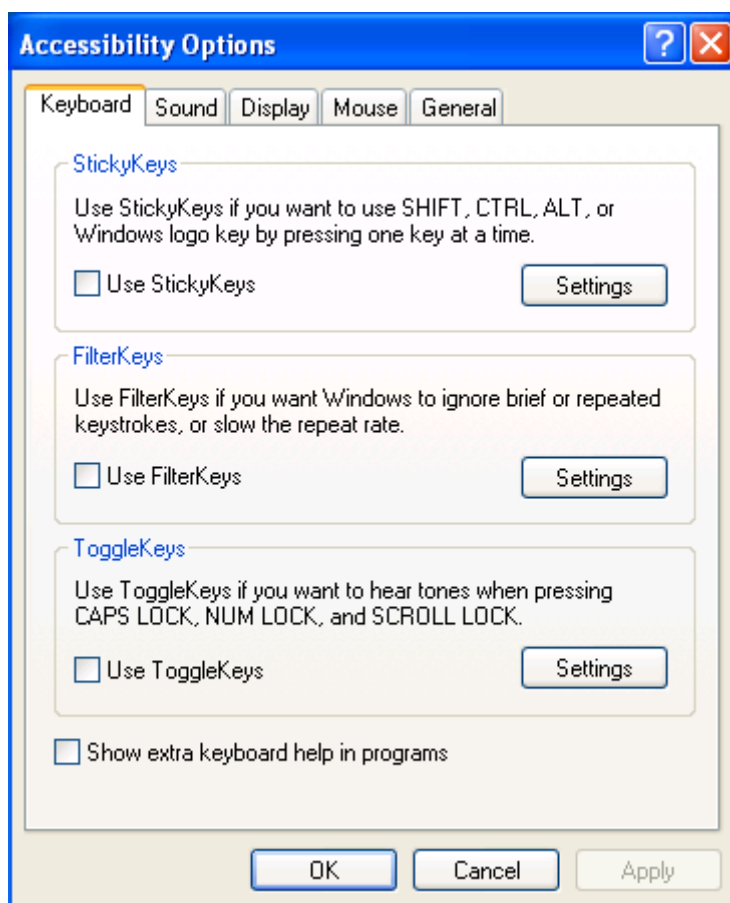 Accessibility Options
Keyboard Sound Display Mouse General
StickyKeys
Use StickyKeys if you want to use SHIFT, CTRL, ALT, or
Windows logo key by pressing one key at a time.
Use StickyKeys Settings
FilterKeys
Use FilterKeys if you want Windows to ignore brief or repeated
keystrokes, or slow the repeat rate.
Use FilterKeys Settings
ToggleKeys
Use ToggleKeys if you want to hear tones when pressing
CAPS LOCK, NUM LOCK, and SCROLL LOCK.
Use ToggleKeys Settings
Show extra keyboard help in programs
OK Cancel Apply